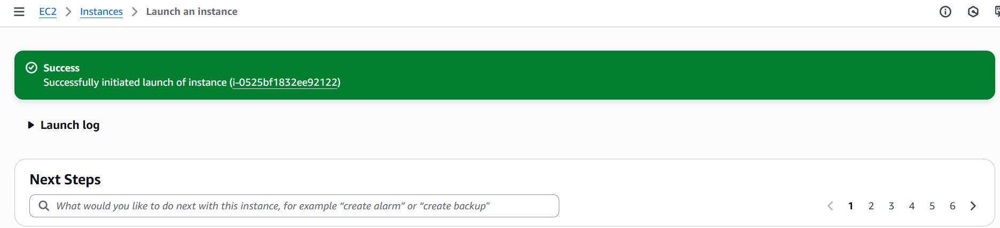 EC2 > Instances > Launch an instance
Success
Successfully initiated launch of instance (i-0525bf1832ee92122)
Launch log
Next Steps
What would you like to do next with this instance, for example “create alarm” or “create backup"
1 2 3 4 5 6